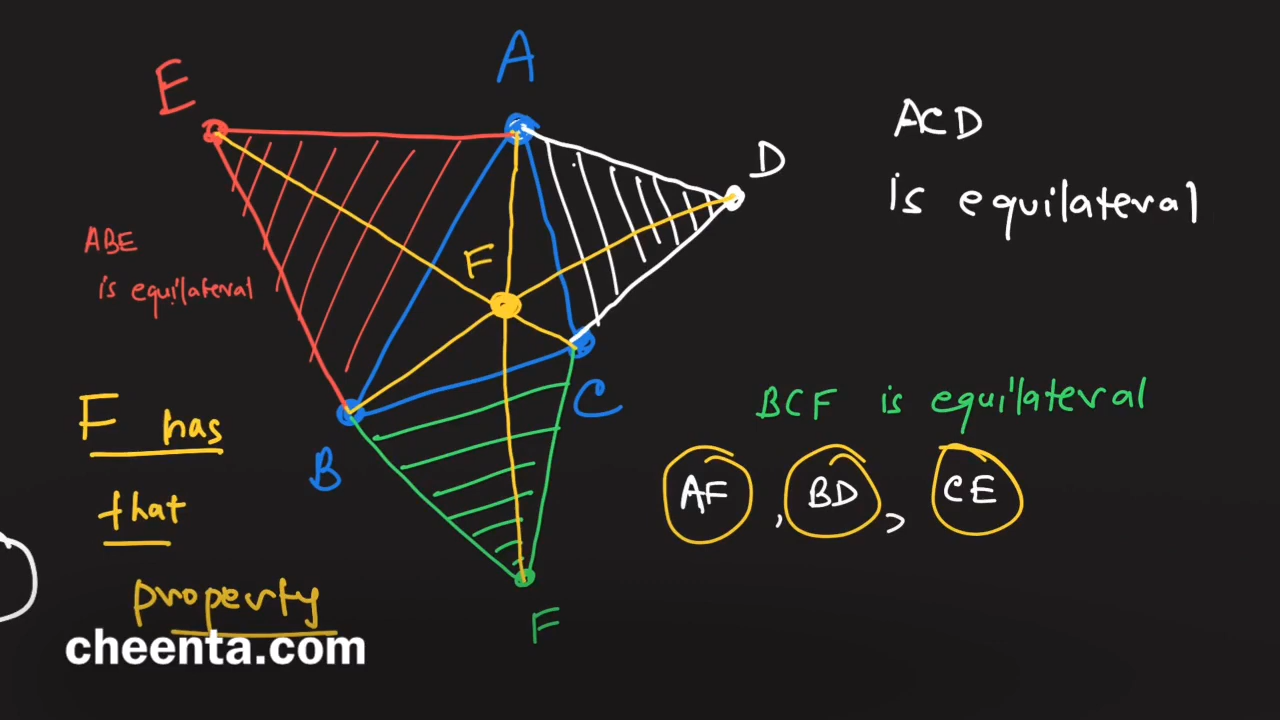 A
E
ACD
D
is equilateral
ABE
F
is equilateral
BCF is equilateral
C
F has
B
AF , BD , CE
that
property
F
cheenta.com